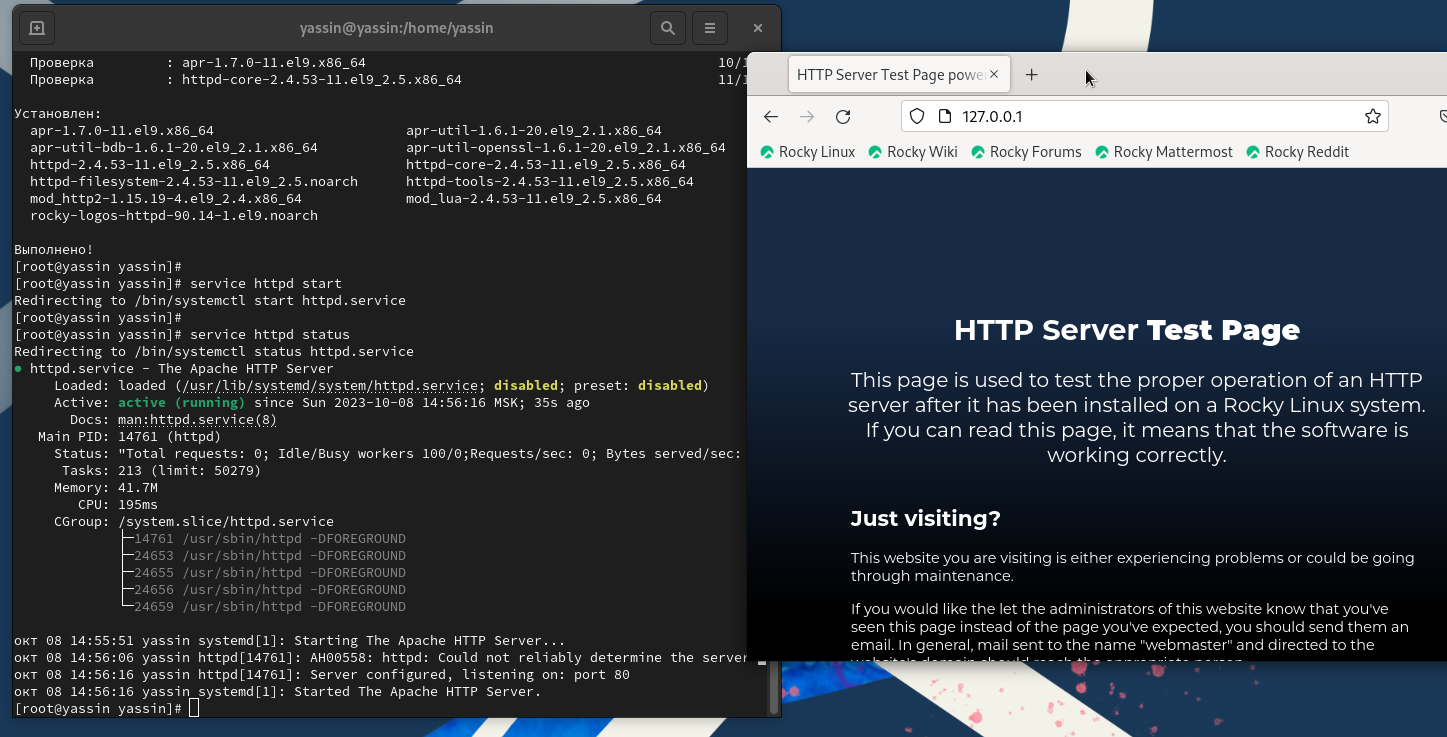 yassin@yassin:/home/yassin
Проверка : apr-1.7.0-11.el9.x86_64 10/
Проверка : httpd-core-2.4.53-11.el9_2.5.x86_64 11/
Установлен:
apr-1.7.0-11.el9.x86_64 apr-util-1.6.1-20.el9_2.1.x86_64
apr-util-bdb-1.6.1-20.el9_2.1.x86_64 apr-util-openssl-1.6.1-20.el9_2.1.x86_64
httpd-2.4.53-11.el9_2.5.x86_64 httpd-core-2.4.53-11.el9_2.5.x86_64
httpd-filesystem-2.4.53-11.el9_2.5.noarch httpd-tools-2.4.53-11.el9_2.5.x86_64
mod_http2-1.15.19-4.el9_2.4.x86_64 mod_lua-2.4.53-11.el9_2.5.x86_64
rocky-logos-httpd-90.14-1.el9.noarch
Выполнено!
[root@yassin yassin]#
[root@yassin yassin]# service httpd start
Redirecting to /bin/systemctl start httpd.service
[root@yassin yassin]#
[root@yassin yassin]# service httpd status
Redirecting to /bin/systemctl status httpd.service
● httpd.service - The Apache HTTP Server
Loaded: loaded (/usr/lib/systemd/system/httpd.service; disabled; preset: disabled)
Active: active (running) since Sun 2023-10-08 14:56:16 MSK; 35s ago
Docs: man:httpd.service(8)
Main PID: 14761 (httpd)
Status: "Total requests: 0; Idle/Busy workers 100/0;Requests/sec: 0; Bytes served/sec:
Tasks: 213 (limit: 50279)
Memory: 41.7M
CPU: 195ms
CGroup: /system.slice/httpd.service
├─14761 /usr/sbin/httpd -DFOREGROUND
├─24653 /usr/sbin/httpd -DFOREGROUND
├─24655 /usr/sbin/httpd -DFOREGROUND
├─24656 /usr/sbin/httpd -DFOREGROUND
└─24659 /usr/sbin/httpd -DFOREGROUND
окт 08 14:55:51 yassin systemd[1]: Starting The Apache HTTP Server...
окт 08 14:56:06 yassin httpd[14761]: AH00558: httpd: Could not reliably determine the server
окт 08 14:56:16 yassin httpd[14761]: Server configured, listening on: port 80
окт 08 14:56:16 yassin systemd[1]: Started The Apache HTTP Server.
[root@yassin yassin]#
HTTP Server Test Page powe
127.0.0.1
Rocky Linux Rocky Wiki Rocky Forums Rocky Mattermost Rocky Reddit
HTTP Server Test Page
This page is used to test the proper operation of an HTTP
server after it has been installed on a Rocky Linux system.
If you can read this page, it means that the software is
working correctly.
Just visiting?
This website you are visiting is either experiencing problems or could be going
through maintenance.
If you would like the let the administrators of this website know that you've
seen this page instead of the page you've expected, you should send them an
email. In general, mail sent to the name "webmaster" and directed to the